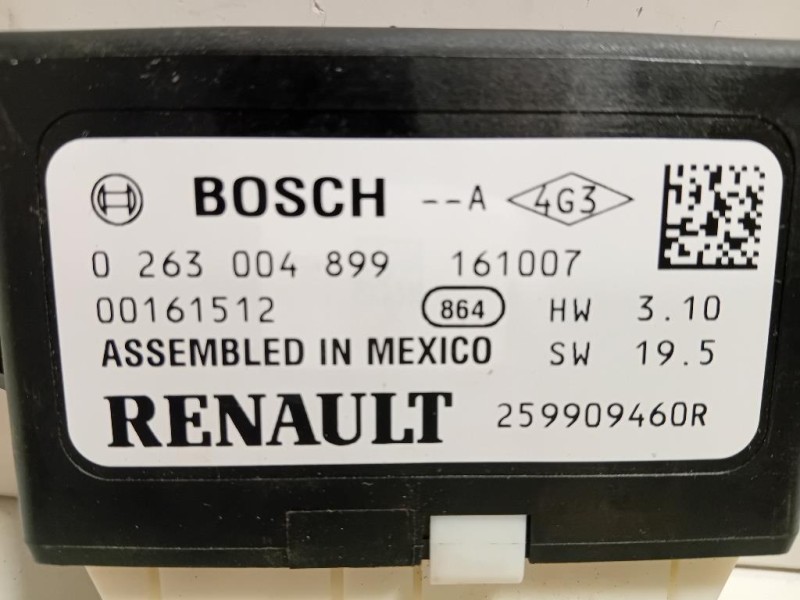 BOSCH --A 4G3
0 263 004 899 161007
00161512 864 HW 3.10
ASSEMBLED IN MEXICO SW 19.5
RENAULT 259909460R